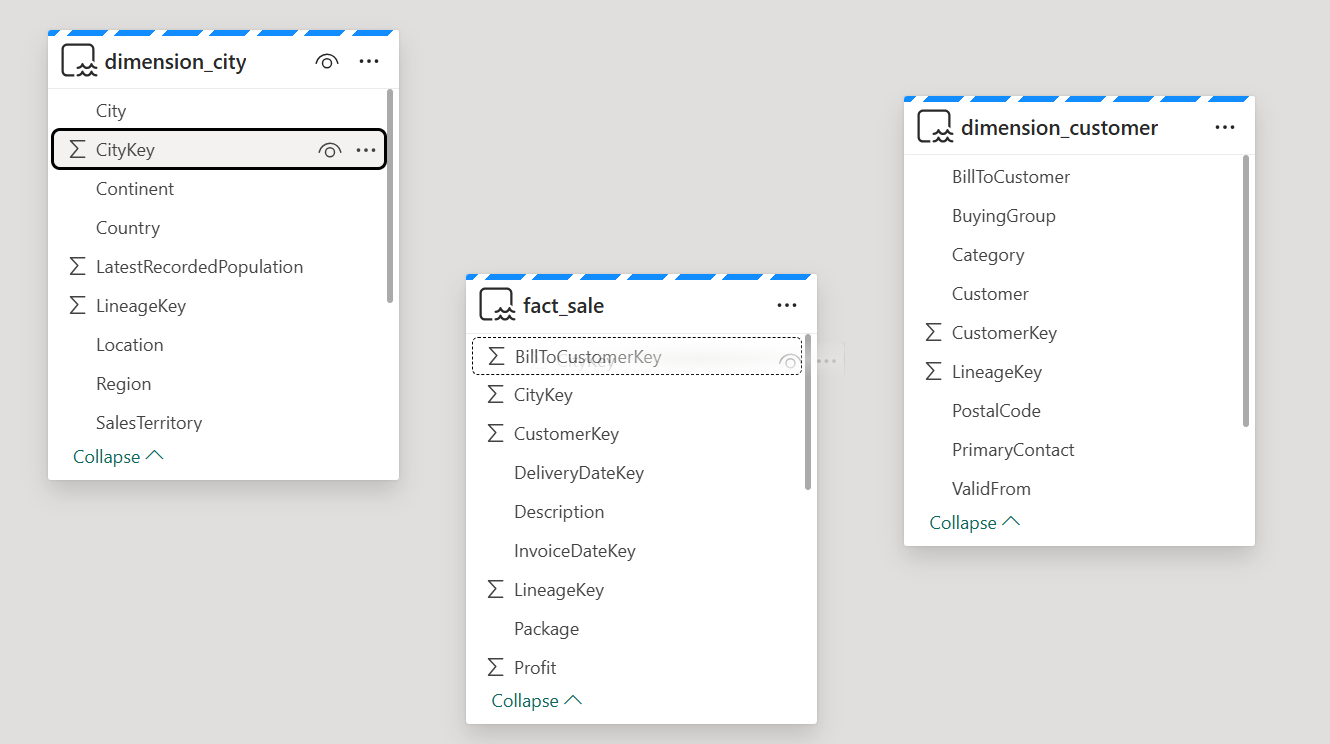 dimension_city
City
CityKey
Continent
Country
LatestRecordedPopulation
LineageKey
Location
Region
SalesTerritory
Collapse
fact_sale
BillToCustomerKey
CityKey
CityKey
CustomerKey
DeliveryDateKey
Description
InvoiceDateKey
LineageKey
Package
Profit
Collapse
dimension_customer
BillToCustomer
BuyingGroup
Category
Customer
CustomerKey
LineageKey
PostalCode
PrimaryContact
ValidFrom
Collapse